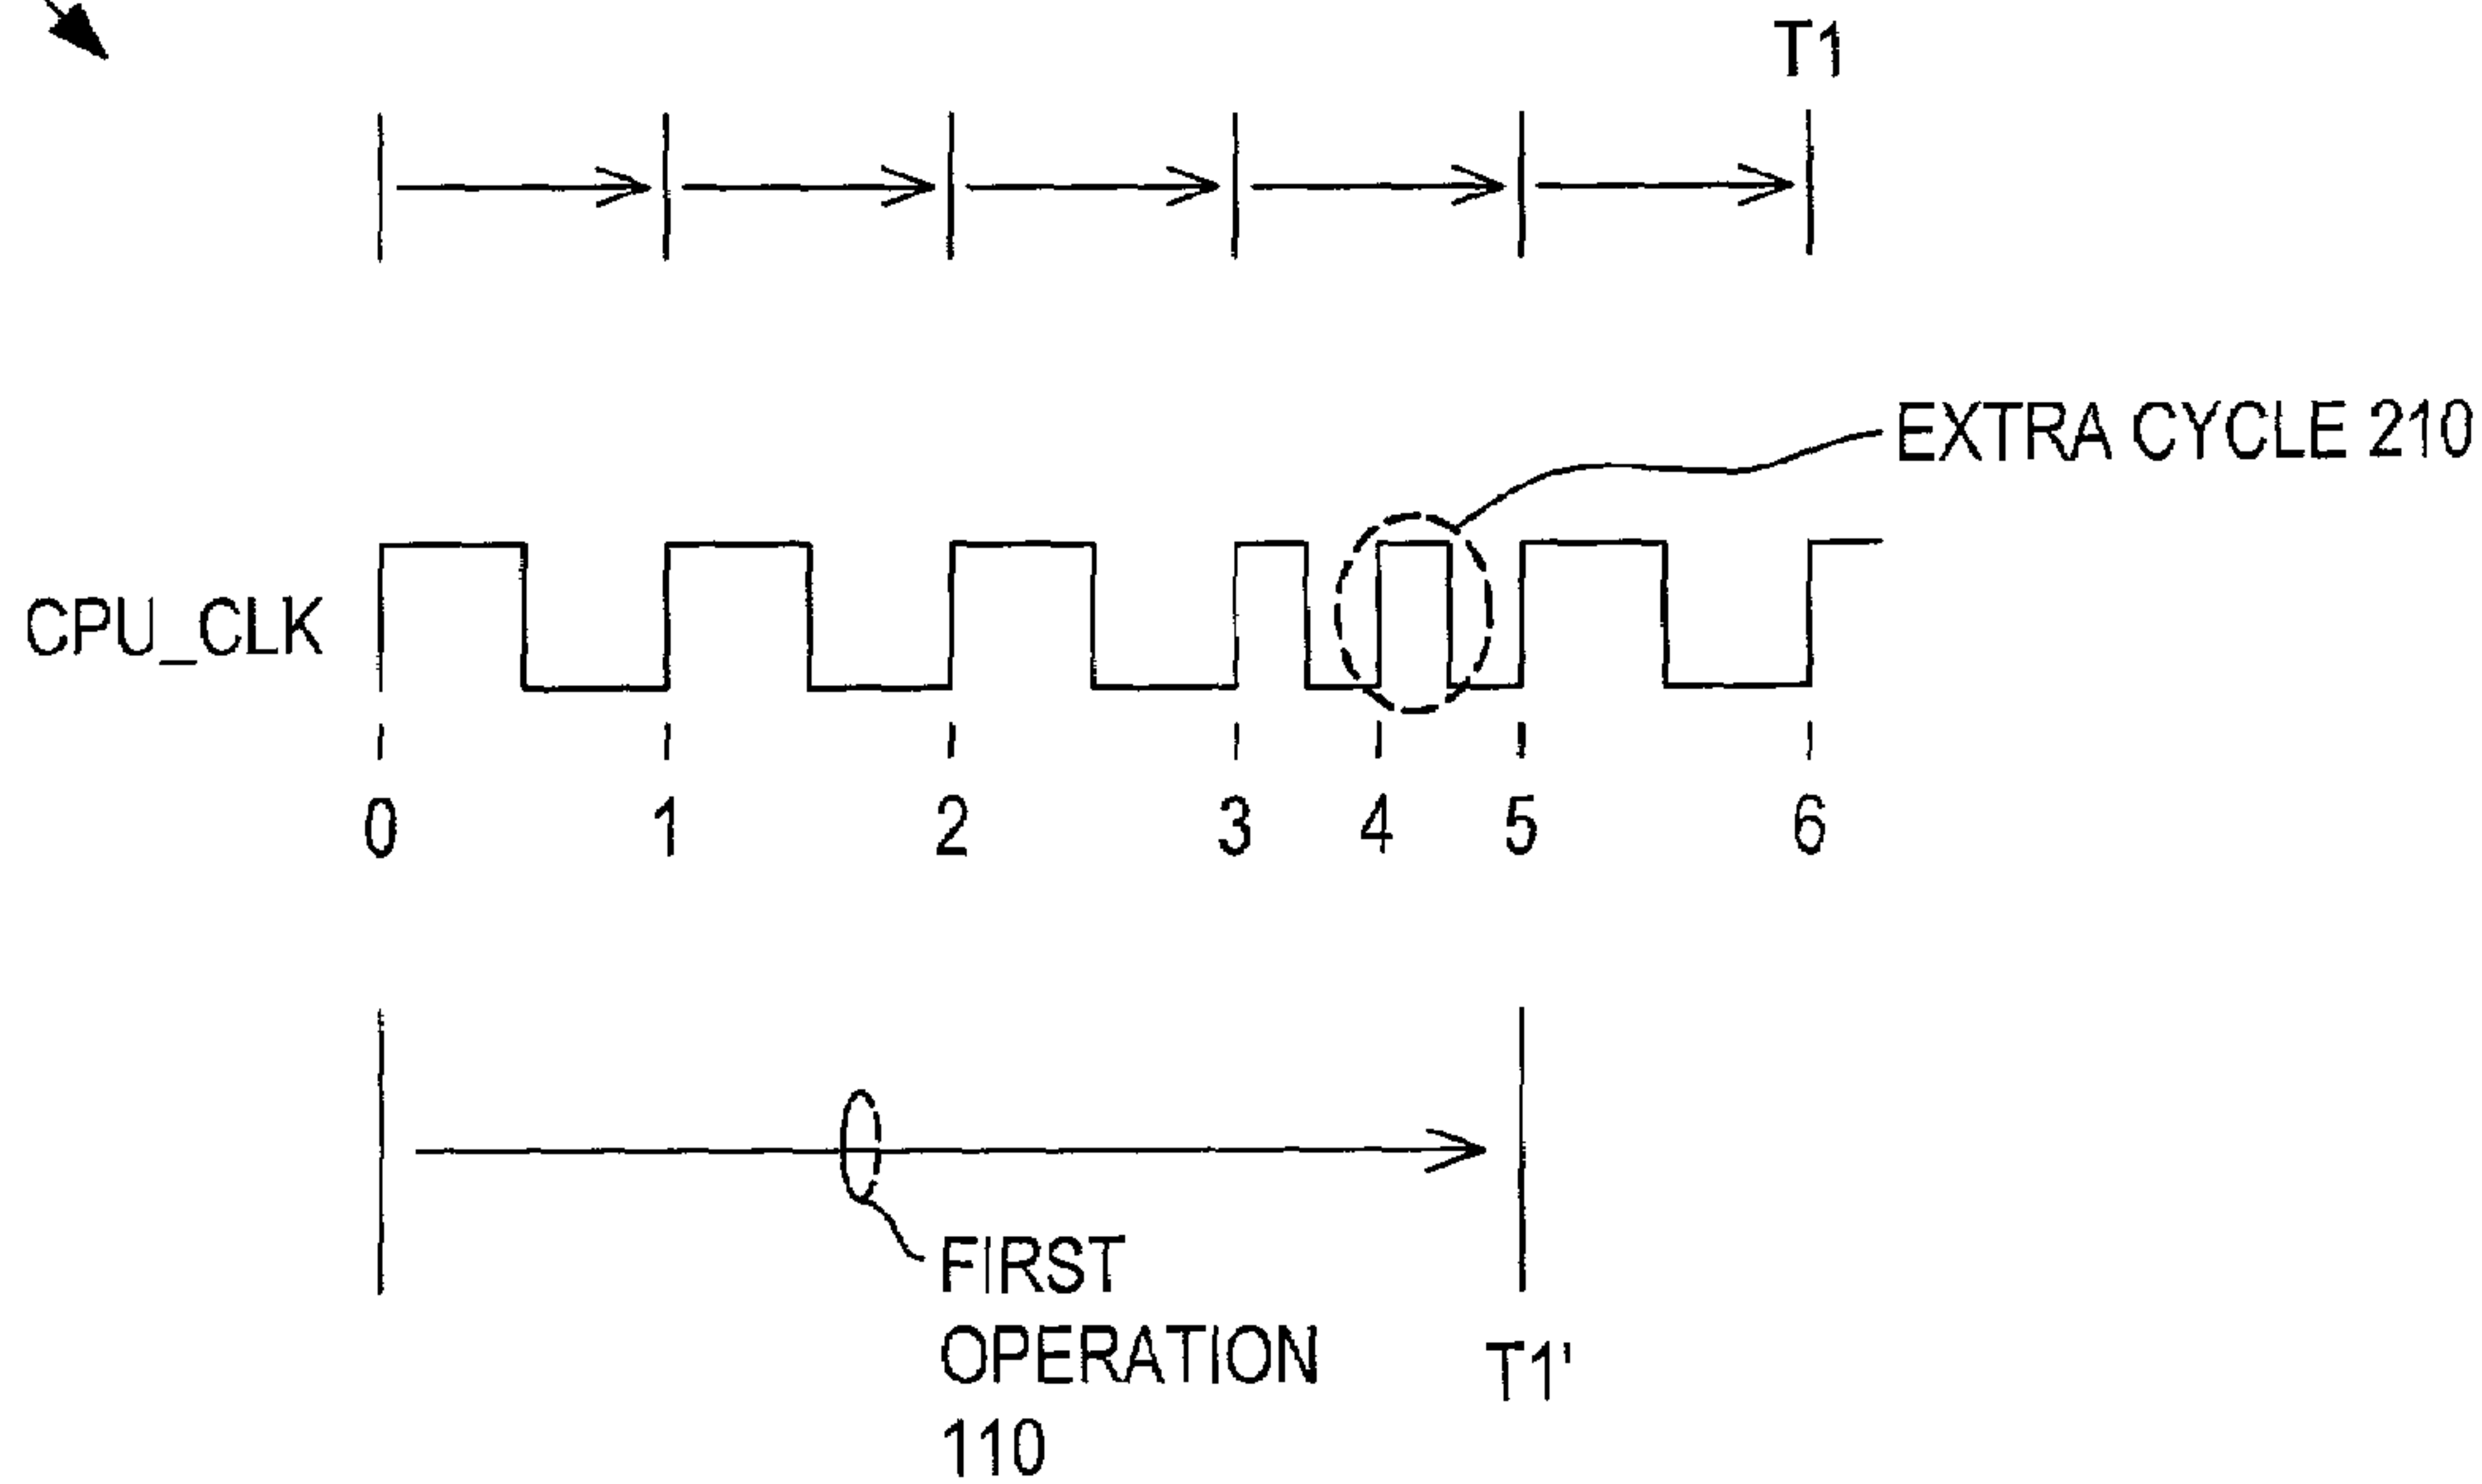 T1
EXTRA CYCLE 210
CPU_CLK
0 1 2 3 4 5 6
FIRST
OPERATION
110
T1'